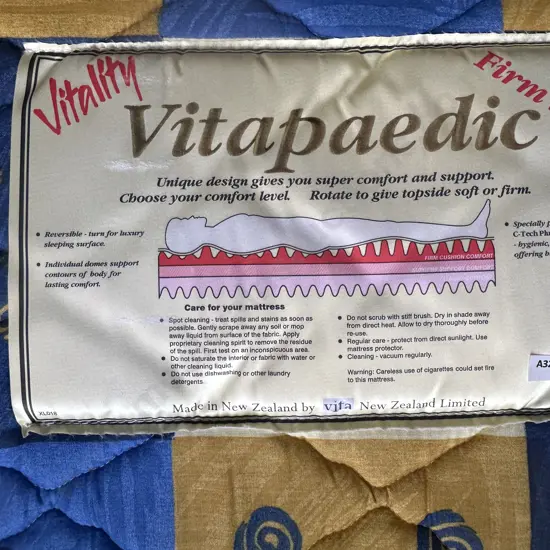 Vitality
Firm
Vitapaedic
Unique design gives you super comfort and support.
Choose your comfort level. Rotate to give topside soft or firm.
• Reversible - turn for luxury
sleeping surface.
• Individual domes support
contours of body for
lasting comfort.
FIRM CUSHION COMFORT
SUPPORT COMFORT
• Specially
C-Tech
- hygienic,
offering
Care for your mattress
• Spot cleaning - treat spills and stains as soon as
possible. Gently scrape away any soil or mop
away liquid from surface of the fabric. Apply
proprietary cleaning spirit to remove the residue
of the spill. First test on an inconspicuous area.
• Do not saturate the interior or fabric with water or
other cleaning liquid.
• Do not use dishwashing or other laundry
detergents.
• Do not scrub with stiff brush. Dry in shade away
from direct heat. Allow to dry thoroughly before
re-use.
• Regular care - protect from direct sunlight. Use
mattress protector.
• Cleaning - vacuum regularly.
Warning: Careless use of cigarettes could set fire
to this mattress.
A32
Made in New Zealand by vita New Zealand Limited
XLD18